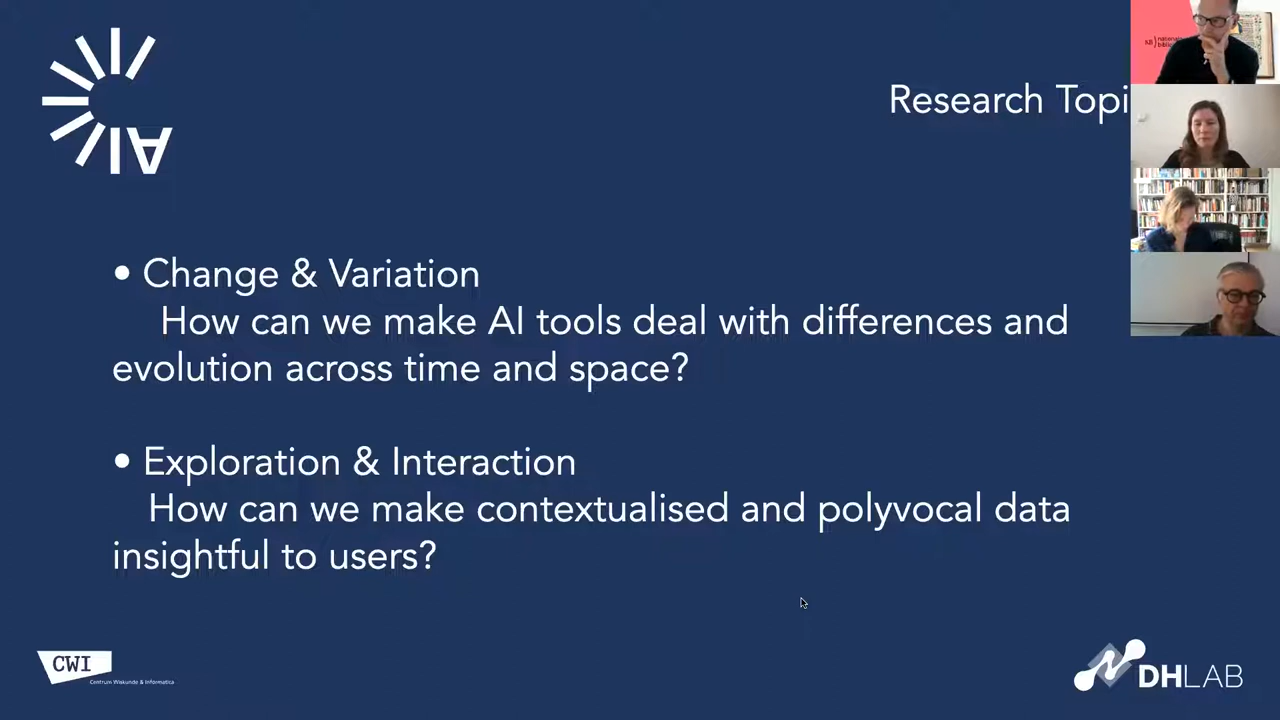 Research Topi
• Change & Variation
How can we make AI tools deal with differences and
evolution across time and space?
• Exploration & Interaction
How can we make contextualised and polyvocal data
insightful to users?
AI
CWI
Centrum Wiskunde & Informatica
DHLAB